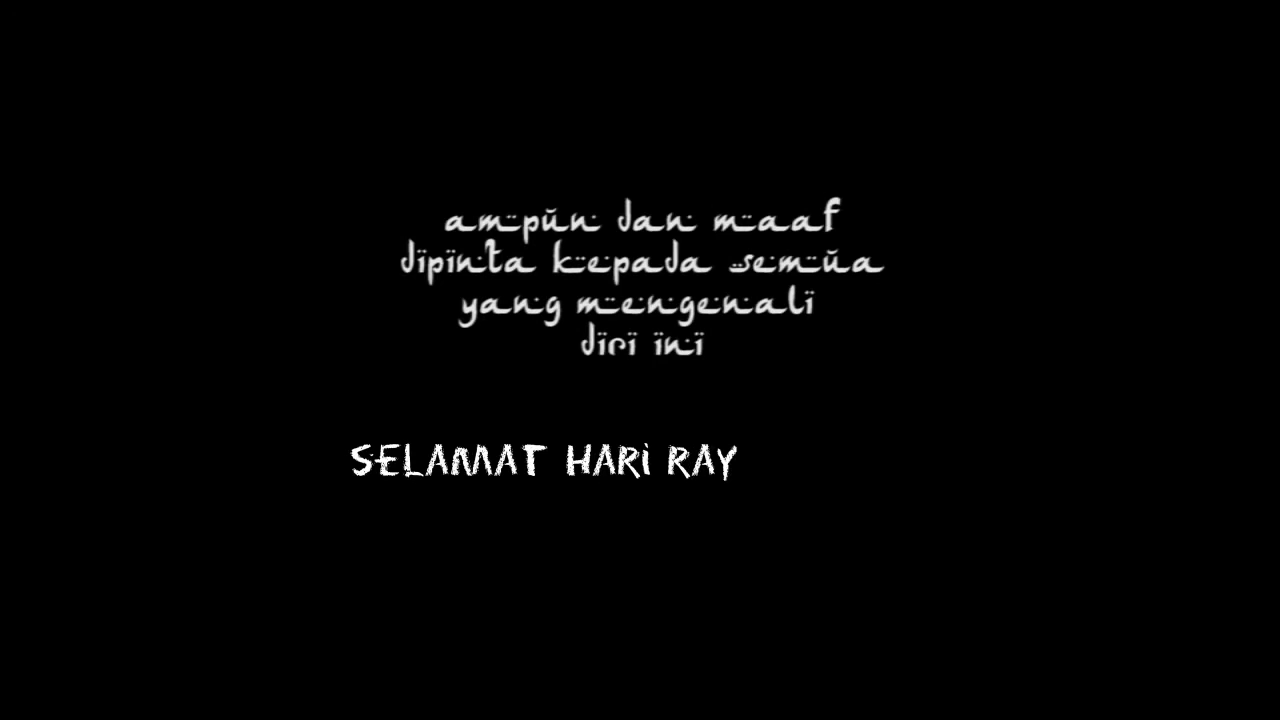 ampun dan maaf
dipinta kepada semua
yang mengenali
diri ini
SELAMAT HARI RAY